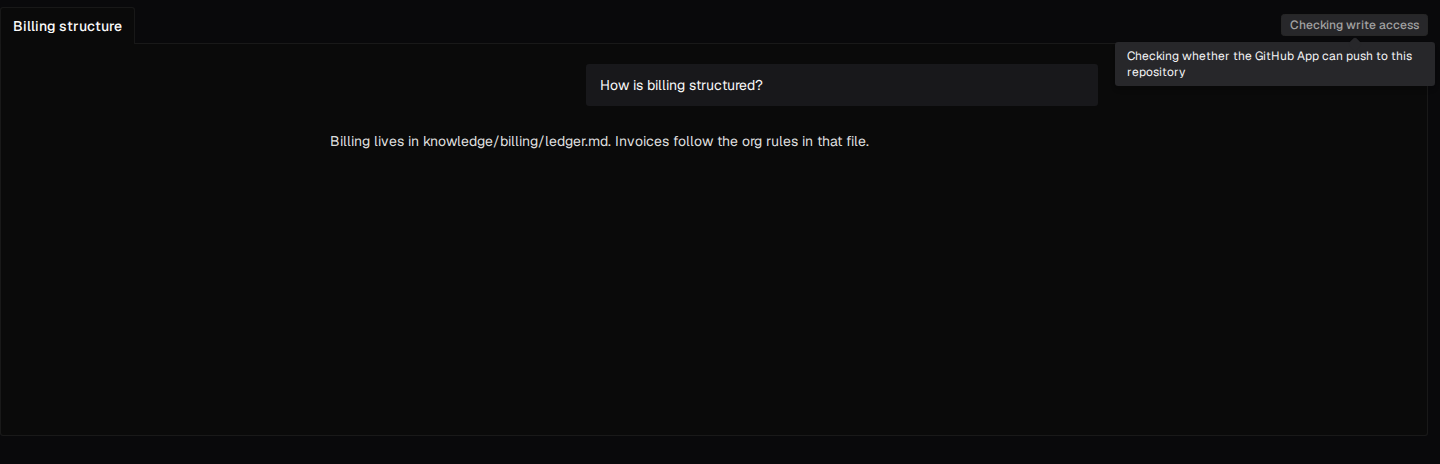 Billing structure
Checking write access
Checking whether the GitHub App can push to this
repository
How is billing structured?
Billing lives in knowledge/billing/ledger.md. Invoices follow the org rules in that file.